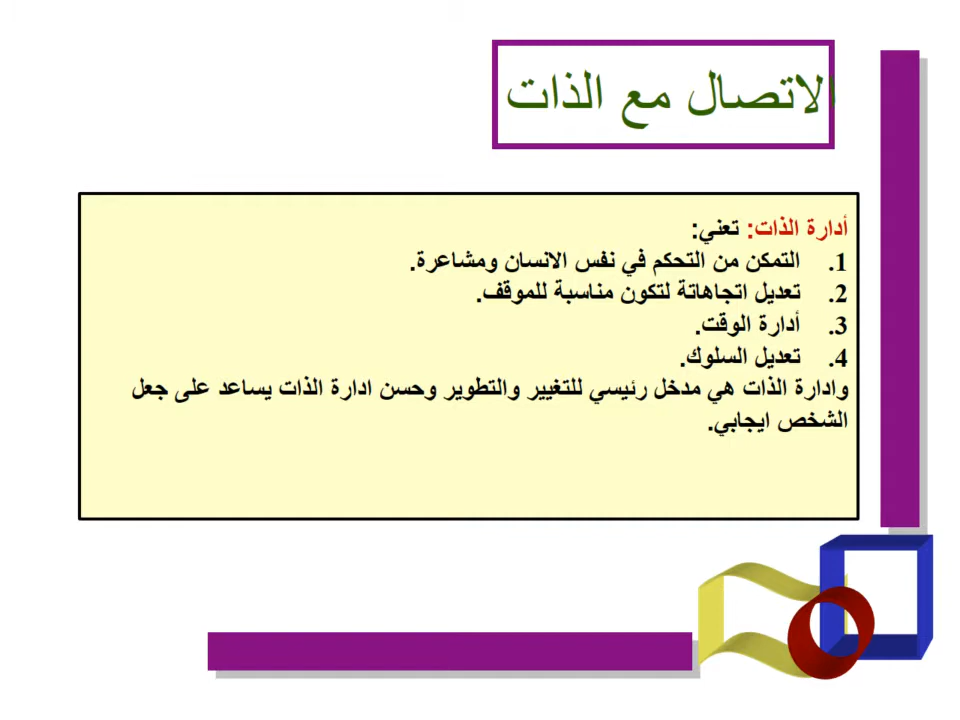 الاتصال مع الذات
أدارة الذات: تعني:
1. التمكن من التحكم في نفس الانسان ومشاعرة.
2. تعديل اتجاهاتة لتكون مناسبة للموقف.
3. أدارة الوقت.
4. تعديل السلوك.
وادارة الذات هي مدخل رئيسي للتغيير والتطوير وحسن ادارة الذات يساعد على جعل
الشخص ايجابي.